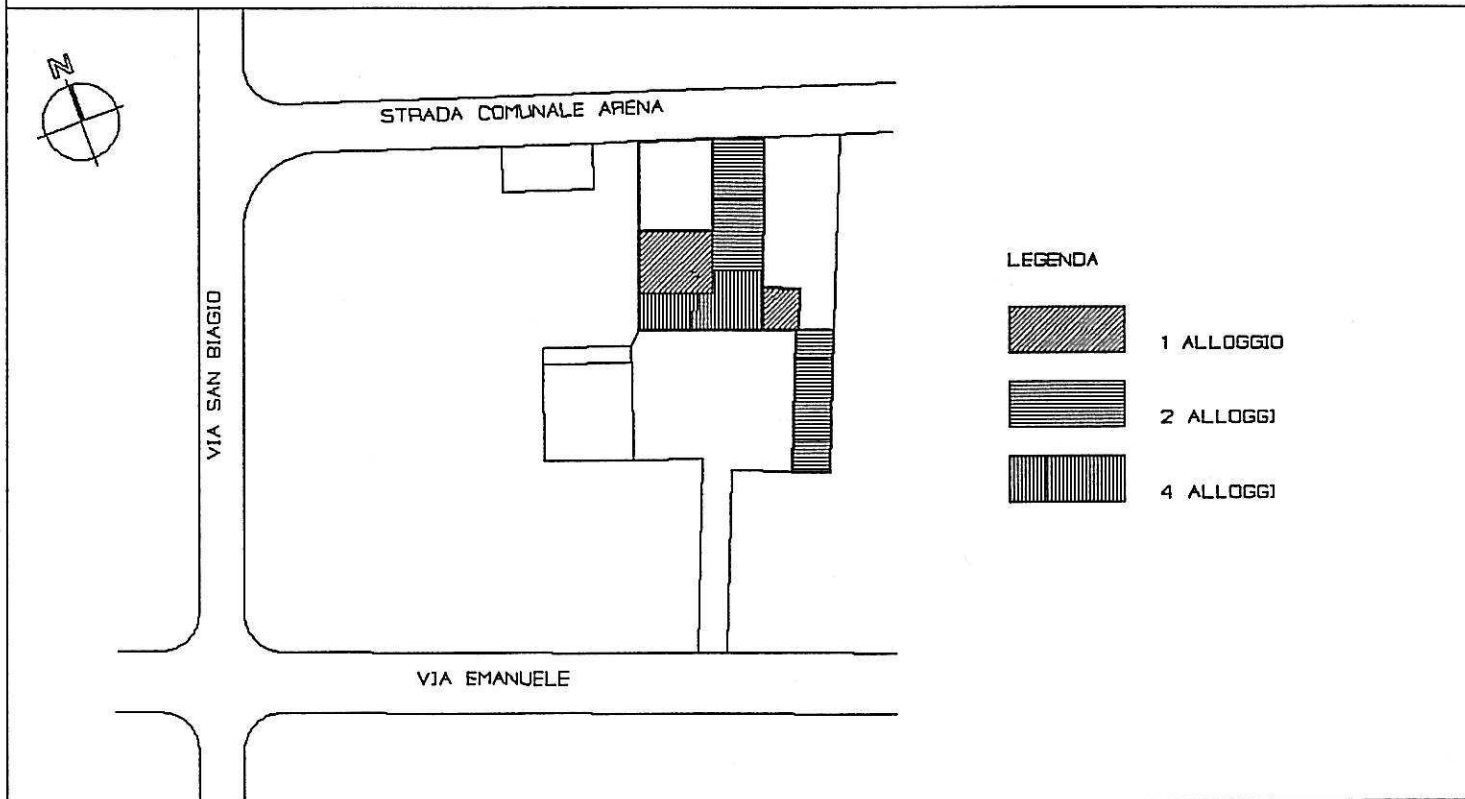 N
STRADA COMUNALE ARENA
VIA SAN BIAGIO
LEGENDA
1 ALLOGGIO
2 ALLOGGI
4 ALLOGGI
VIA EMANUELE